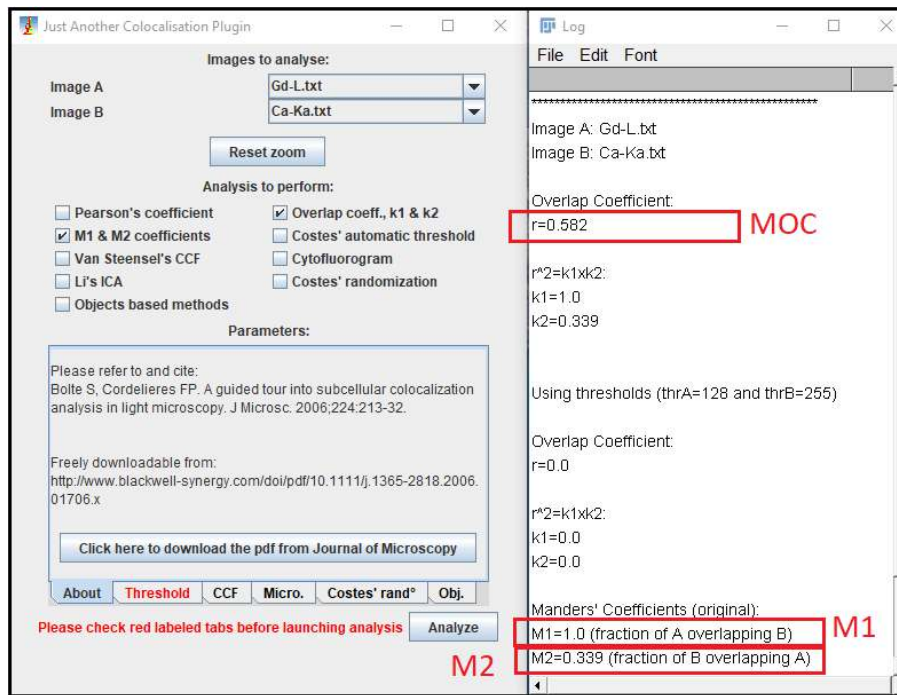 Just Another Colocalisation Plugin
Images to analyse:
Image A
Gd-L.txt
Image B
Ca-Ka.txt
Reset zoom
Analysis to perform:
Pearson's coefficient
Overlap coeff., k1 & k2
M1 & M2 coefficients
Costes' automatic threshold
Van Steensel's CCF
Cytofluorogram
Li's ICA
Costes' randomization
Objects based methods
Parameters:
Please refer to and cite:
Bolte S, Cordelieres FP. A guided tour into subcellular colocalization
analysis in light microscopy. J Microsc. 2006;224:213-32.
Freely downloadable from:
http://www.blackwell-synergy.com/doi/pdf/10.1111/j.1365-2818.2006.
01706.x
Click here to download the pdf from Journal of Microscopy
About Threshold CCF Micro. Costes' rand° Obj.
Please check red labeled tabs before launching analysis
Analyze
M2
Log
File Edit Font
**************************************************
Image A: Gd-L.txt
Image B: Ca-Ka.txt
Overlap Coefficient:
r=0.582
MOC
r^2=k1xk2:
k1=1.0
k2=0.339
Using thresholds (thrA=128 and thrB=255)
Overlap Coefficient:
r=0.0
r^2=k1xk2:
k1=0.0
k2=0.0
Manders' Coefficients (original):
M1=1.0 (fraction of A overlapping B)
M1
M2=0.339 (fraction of B overlapping A)